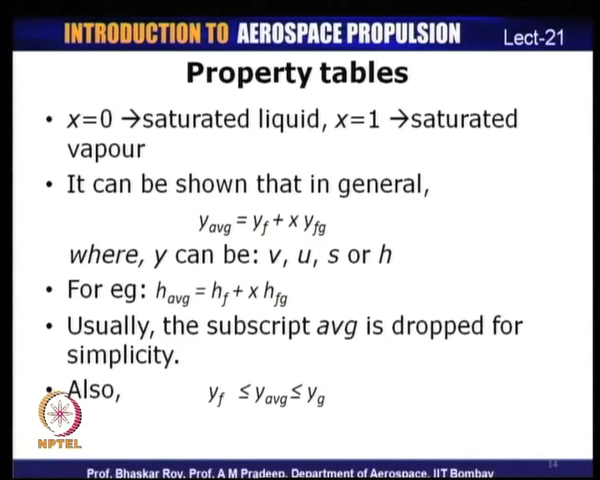 INTRODUCTION TO AEROSPACE PROPULSION Lect-21
Property tables
• x=0 →saturated liquid, x=1 →saturated
vapour
• It can be shown that in general,
y_avg = y_f + x y_fg
where, y can be: v, u, s or h
• For eg: h_avg = h_f + x h_fg
• Usually, the subscript avg is dropped for
simplicity.
• Also, y_f ≤ y_avg ≤ y_g
NPTEL
14
Prof. Bhaskar Roy, Prof. A M Pradeep, Department of Aerospace, IIT Bombay